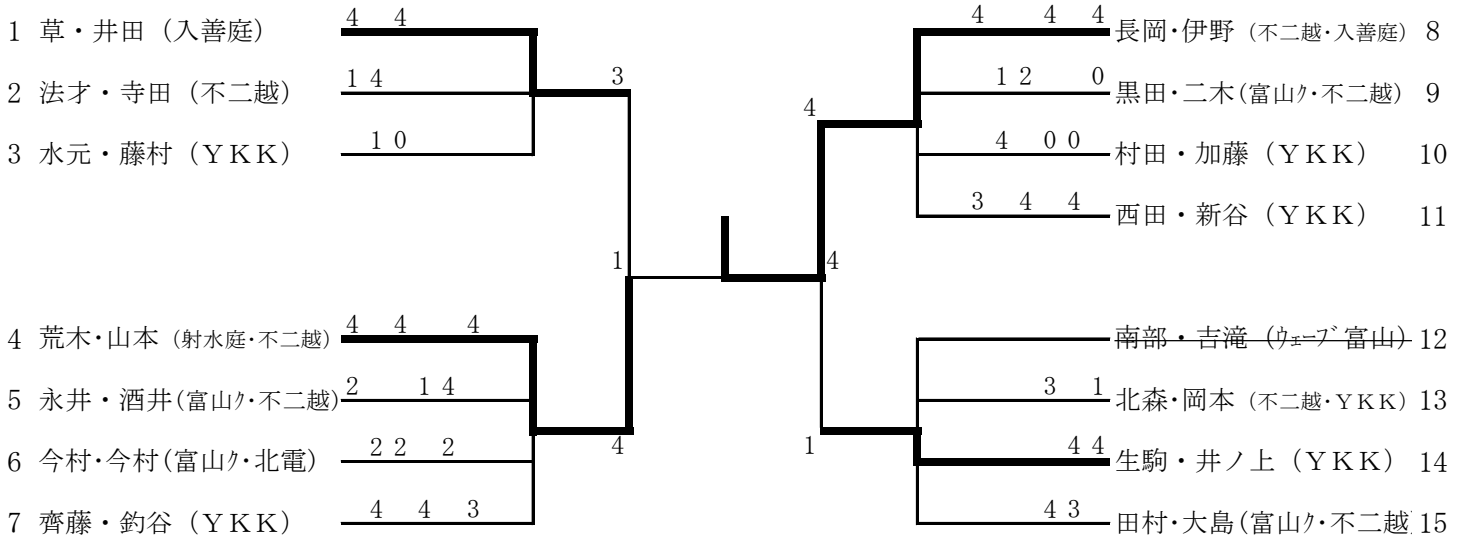 4 4
1 草・井田 (入善庭)
1 4
2 法才・寺田 (不二越)
3
1 0
3 水元・藤村 (ＹＫＫ)
1
4 4 4
4 荒木・山本 (射水庭・不二越)
2 1 4
5 永井・酒井(富山ｸ・不二越)
4
2 2 2
6 今村・今村(富山ｸ・北電)
4 4 3
7 齊藤・釣谷 (ＹＫＫ)
4 4 4
長岡・伊野 (不二越・入善庭) 8
1 2 0
黒田・二木(富山ｸ・不二越) 9
4
4 0 0
村田・加藤 (ＹＫＫ) 10
3 4 4
西田・新谷 (ＹＫＫ) 11
4
南部・吉滝 (ｳｪｰﾌﾞ富山) 12
3 1
北森・岡本 (不二越・ＹＫＫ) 13
1
4 4
生駒・井ノ上 (ＹＫＫ) 14
4 3
田村・大島(富山ｸ・不二越 15